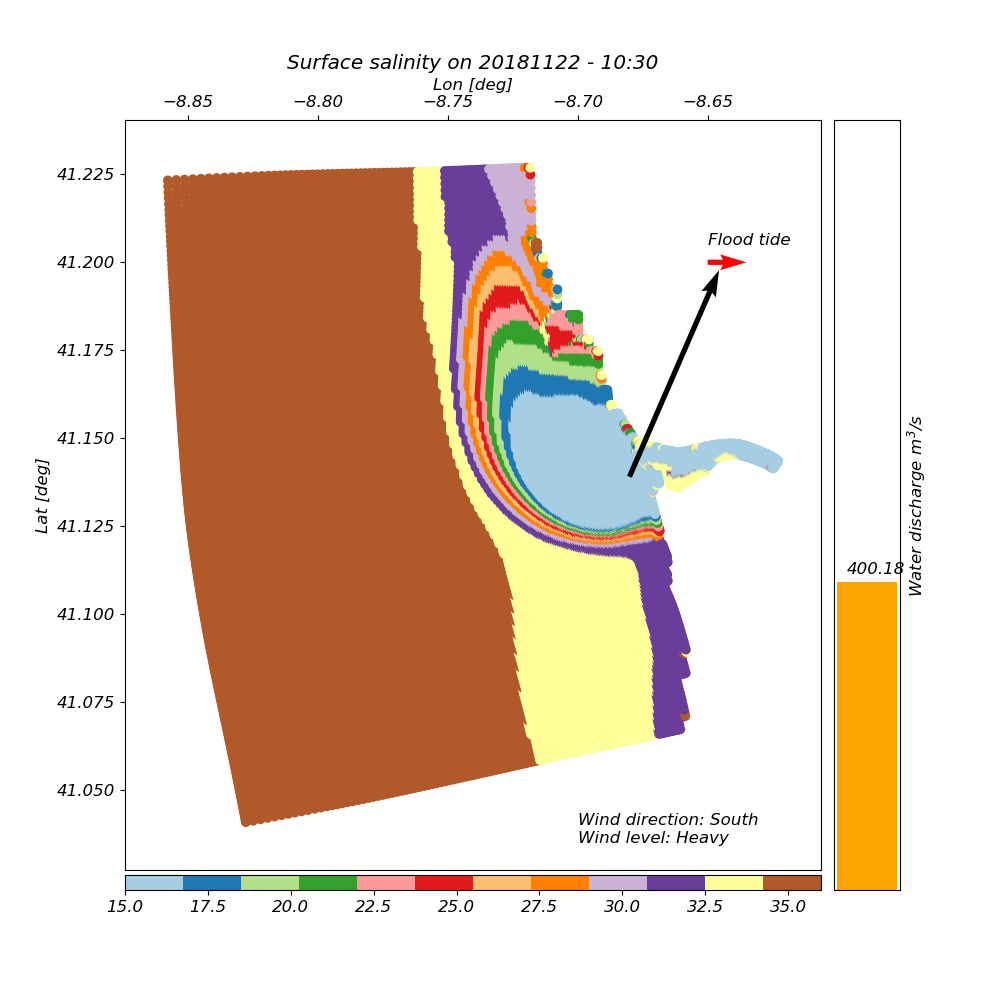 Surface salinity on 20181122 - 10:30
Lon [deg]
−8.85 −8.80 −8.75 −8.70 −8.65
41.225
41.200
41.175
41.150
41.125
41.100
41.075
41.050
Lat [deg]
Flood tide
Wind direction: South
Wind level: Heavy
400.18
Water discharge m³/s
15.0 17.5 20.0 22.5 25.0 27.5 30.0 32.5 35.0